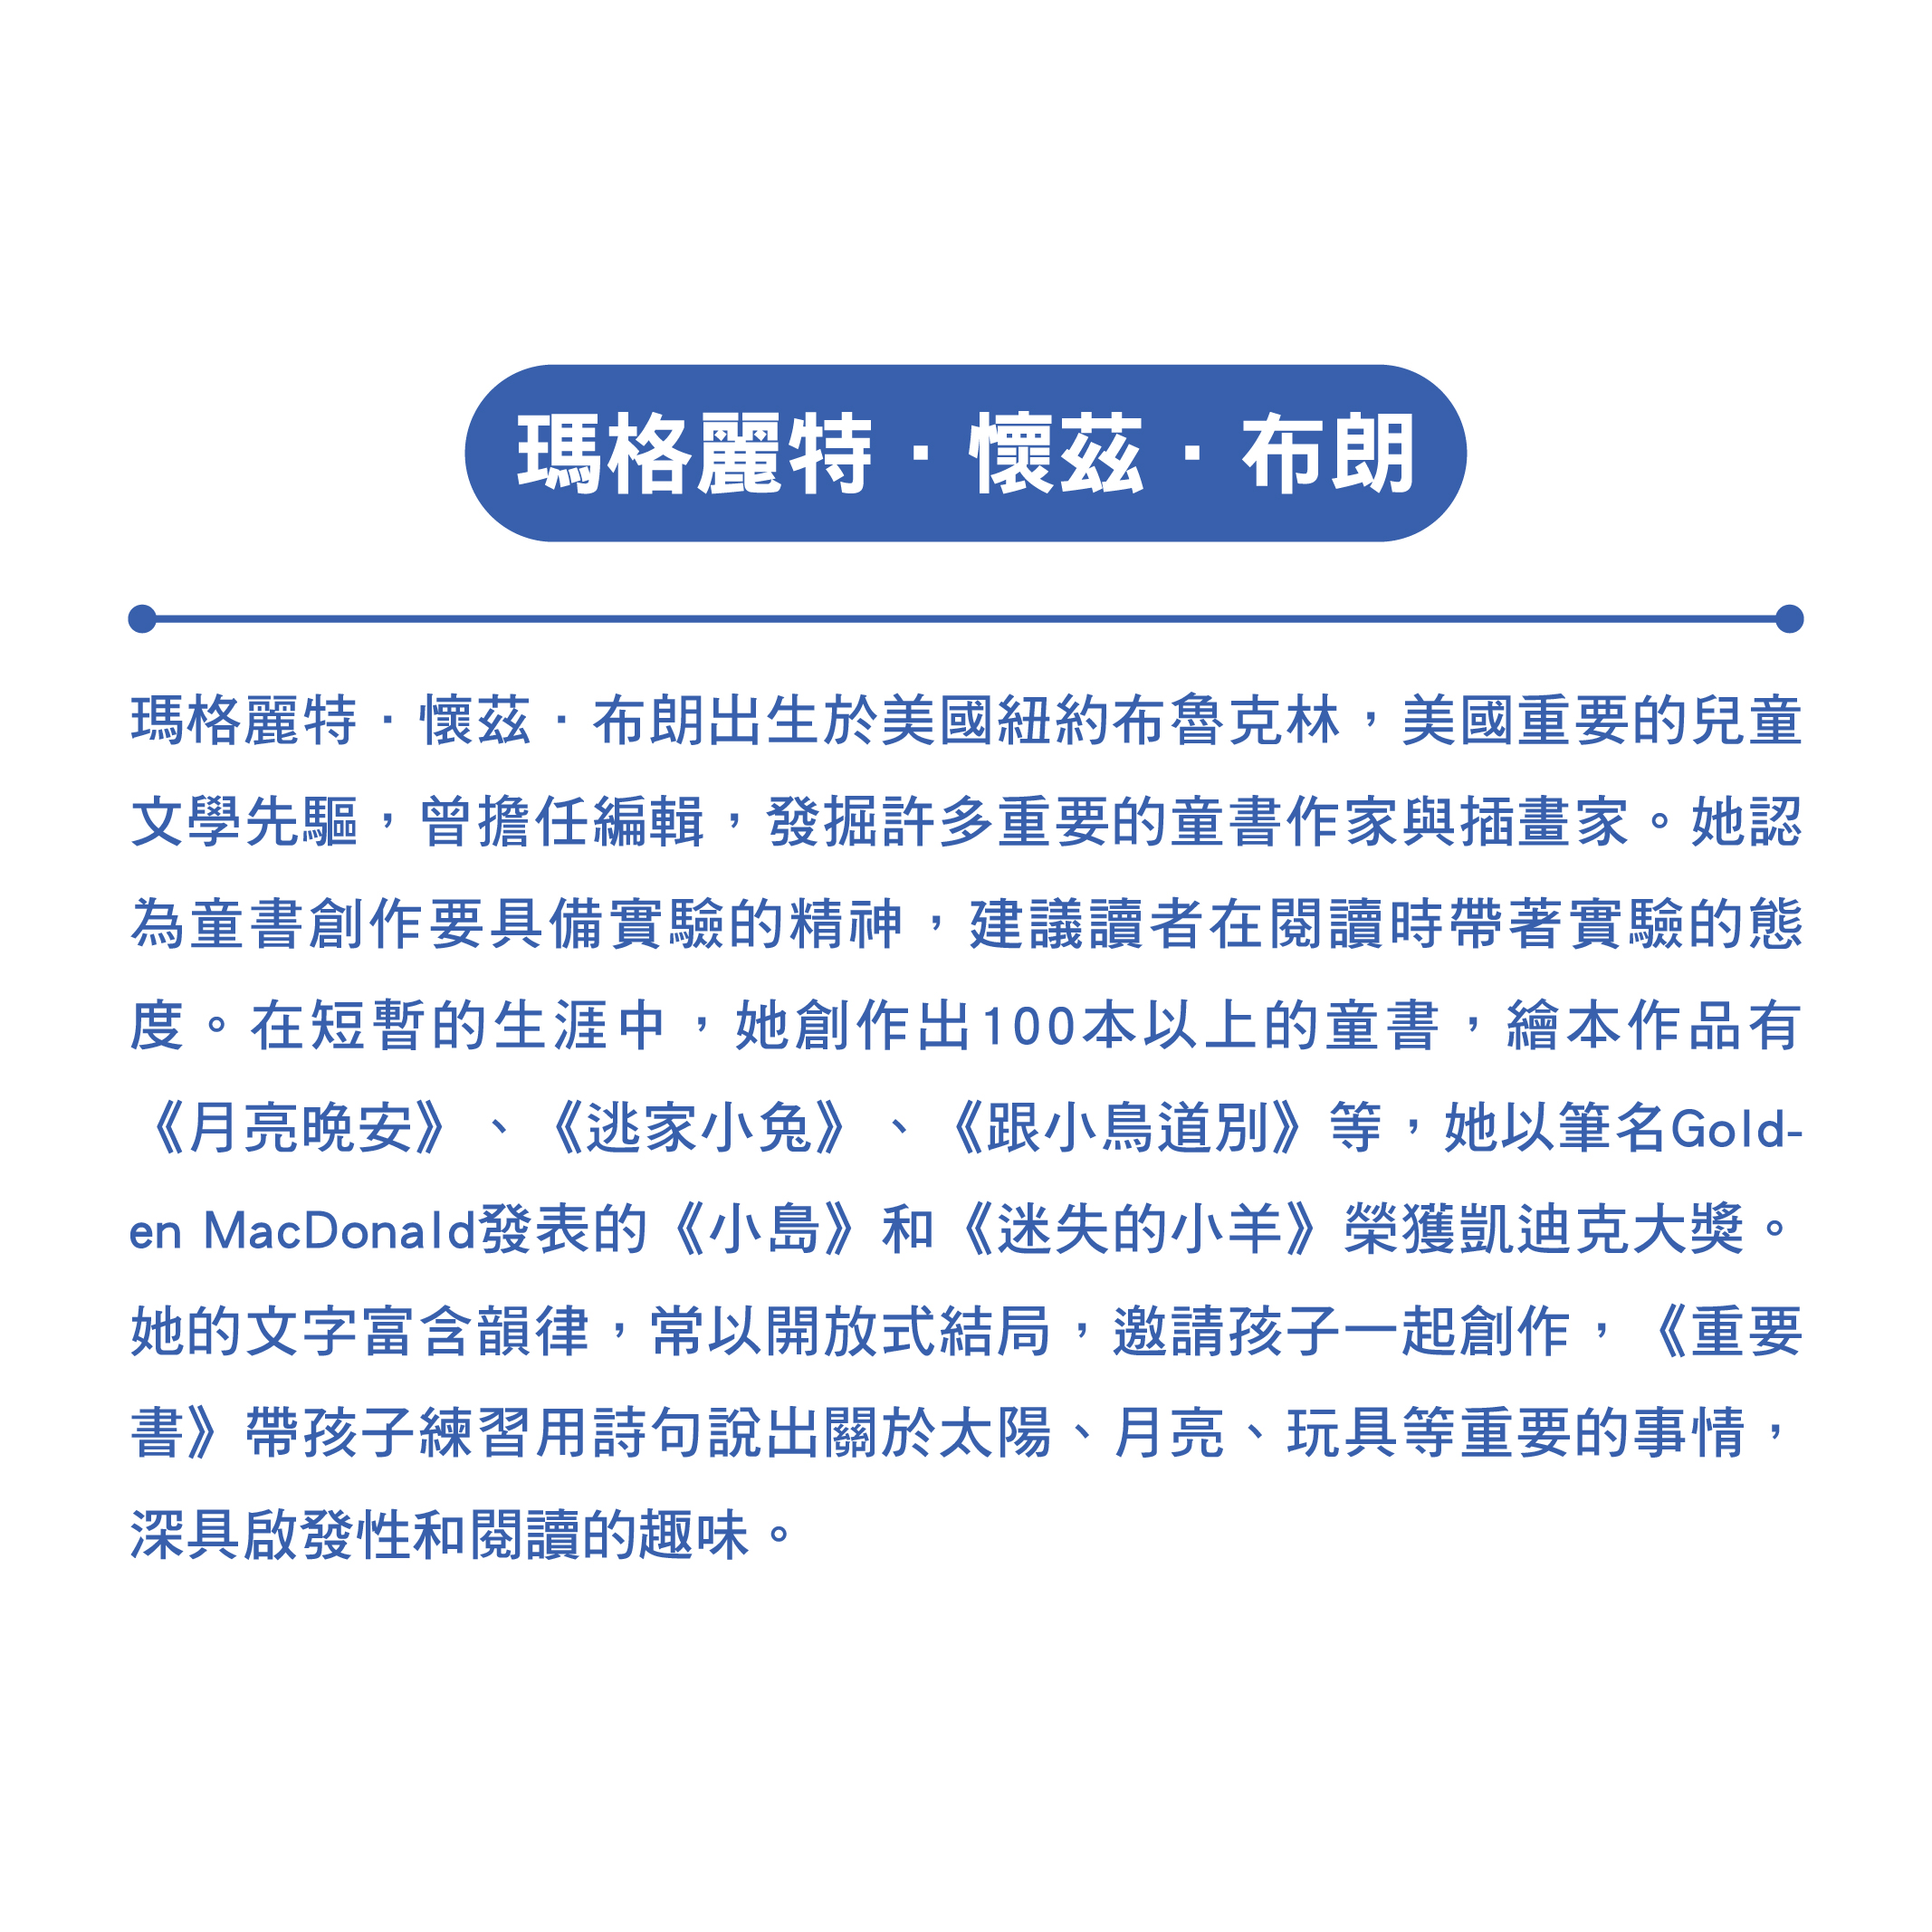 瑪格麗特．懷茲．布朗
瑪格麗特．懷茲．布朗出生於美國紐約布魯克林，美國重要的兒童
文學先驅，曾擔任編輯，發掘許多重要的童書作家與插畫家。她認
為童書創作要具備實驗的精神，建議讀者在閱讀時帶著實驗的態
度。在短暫的生涯中，她創作出100本以上的童書，繪本作品有
《月亮晚安》、《逃家小兔》、《跟小鳥道別》等，她以筆名Gold-
en MacDonald發表的《小島》和《迷失的小羊》榮獲凱迪克大獎。
她的文字富含韻律，常以開放式結局，邀請孩子一起創作，《重要
書》帶孩子練習用詩句說出關於太陽、月亮、玩具等重要的事情，
深具啟發性和閱讀的趣味。